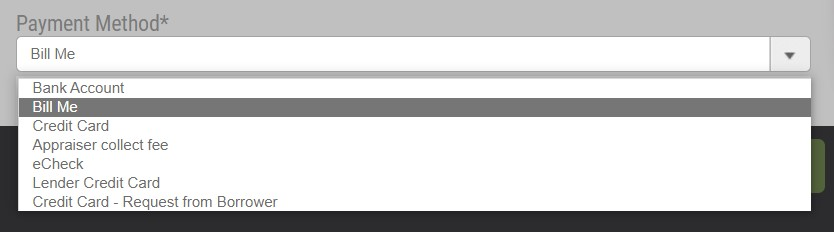 Payment Method*
Bill Me
Bank Account
Bill Me
Credit Card
Appraiser collect fee
eCheck
Lender Credit Card
Credit Card - Request from Borrower